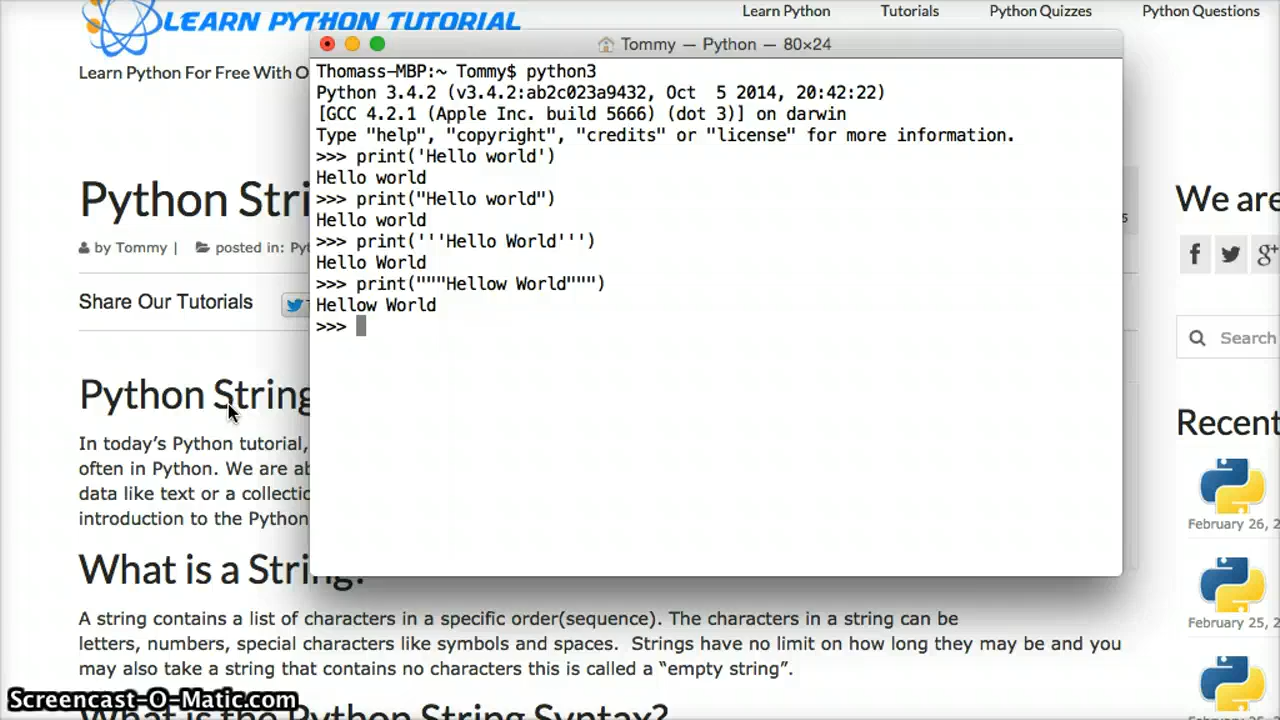 LEARN PYTHON TUTORIAL
Learn Python
Tutorials
Python Quizzes
Python Questions
Learn Python For Free With O
Tommy — Python — 80×24
Thomass-MBP:~ Tommy$ python3
Python 3.4.2 (v3.4.2:ab2c023a9432, Oct  5 2014, 20:42:22)
[GCC 4.2.1 (Apple Inc. build 5666) (dot 3)] on darwin
Type "help", "copyright", "credits" or "license" for more information.
>>> print('Hello world')
Hello world
>>> print("Hello world")
Hello world
>>> print('''Hello World''')
Hello World
>>> print("""Hellow World""")
Hellow World
>>>
Python Stri
by Tommy |
posted in: Pyt
5
Share Our Tutorials
Python String
In today’s Python tutorial,
often in Python. We are ab
data like text or a collectio
introduction to the Python
What is a String?
A string contains a list of characters in a specific order(sequence). The characters in a string can be
letters, numbers, special characters like symbols and spaces.  Strings have no limit on how long they may be and you
may also take a string that contains no characters this is called a “empty string”.
What is the Python String Syntax?
We are
f
g+
Search
Recent
February 26, 2
February 25, 2
Screencast-O-Matic.com